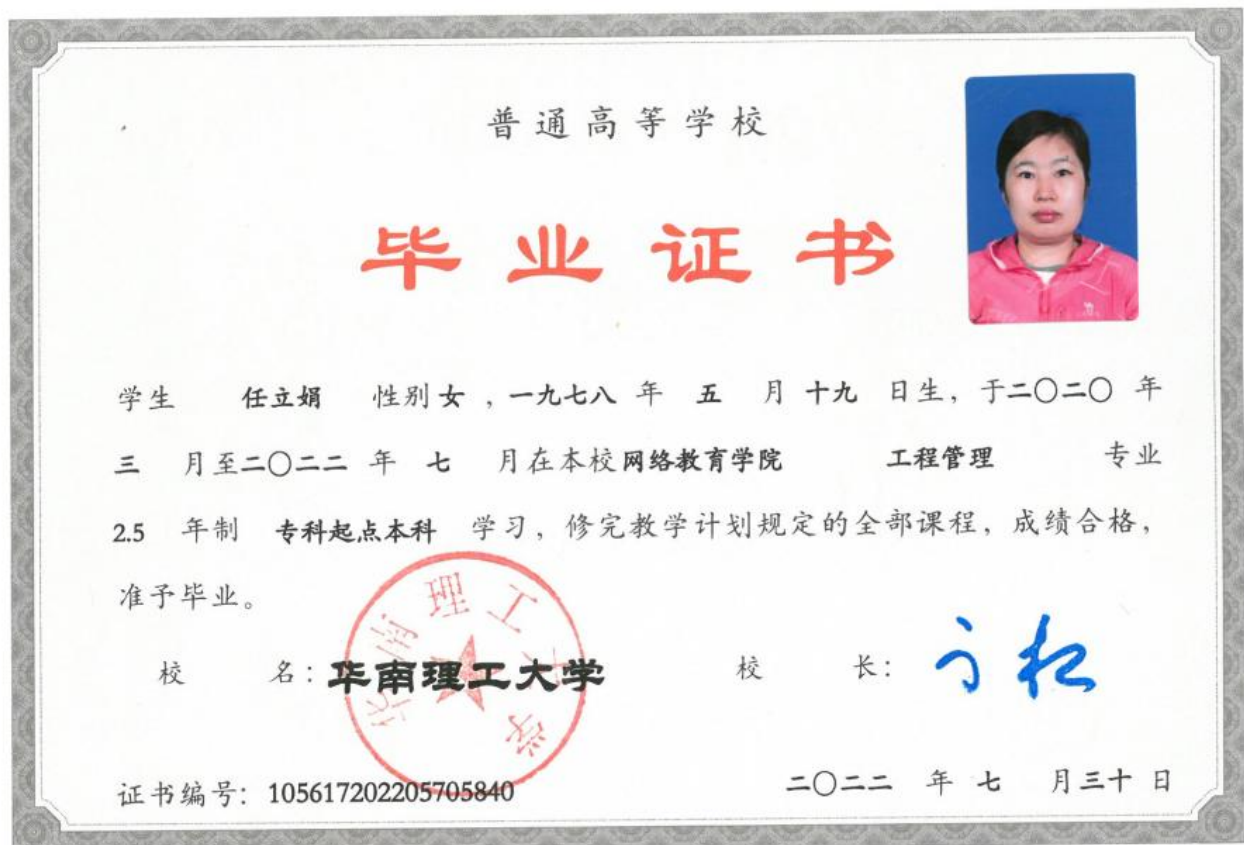 普通高等学校
毕业证书
学生 任立娟 性别 女 , 一九七八 年 五 月 十九 日生, 于二〇二〇 年
三 月至二〇二二 年 七 月在本校 网络教育学院 工程管理 专业
2.5 年制 专科起点本科 学习, 修完教学计划规定的全部课程, 成绩合格,
准予毕业。
华南理工大学
校 名: 华南理工大学 校 长:
证书编号: 105617202205705840 二〇二二 年 七 月 三十 日